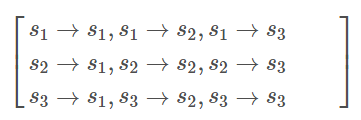 s₁ → s₁, s₁ → s₂, s₁ → s₃
s₂ → s₁, s₂ → s₂, s₂ → s₃
s₃ → s₁, s₃ → s₂, s₃ → s₃